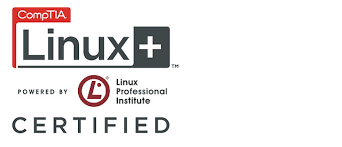 CompTIA
Linux+
TM
POWERED BY
Linux
Professional
Institute
CERTIFIED